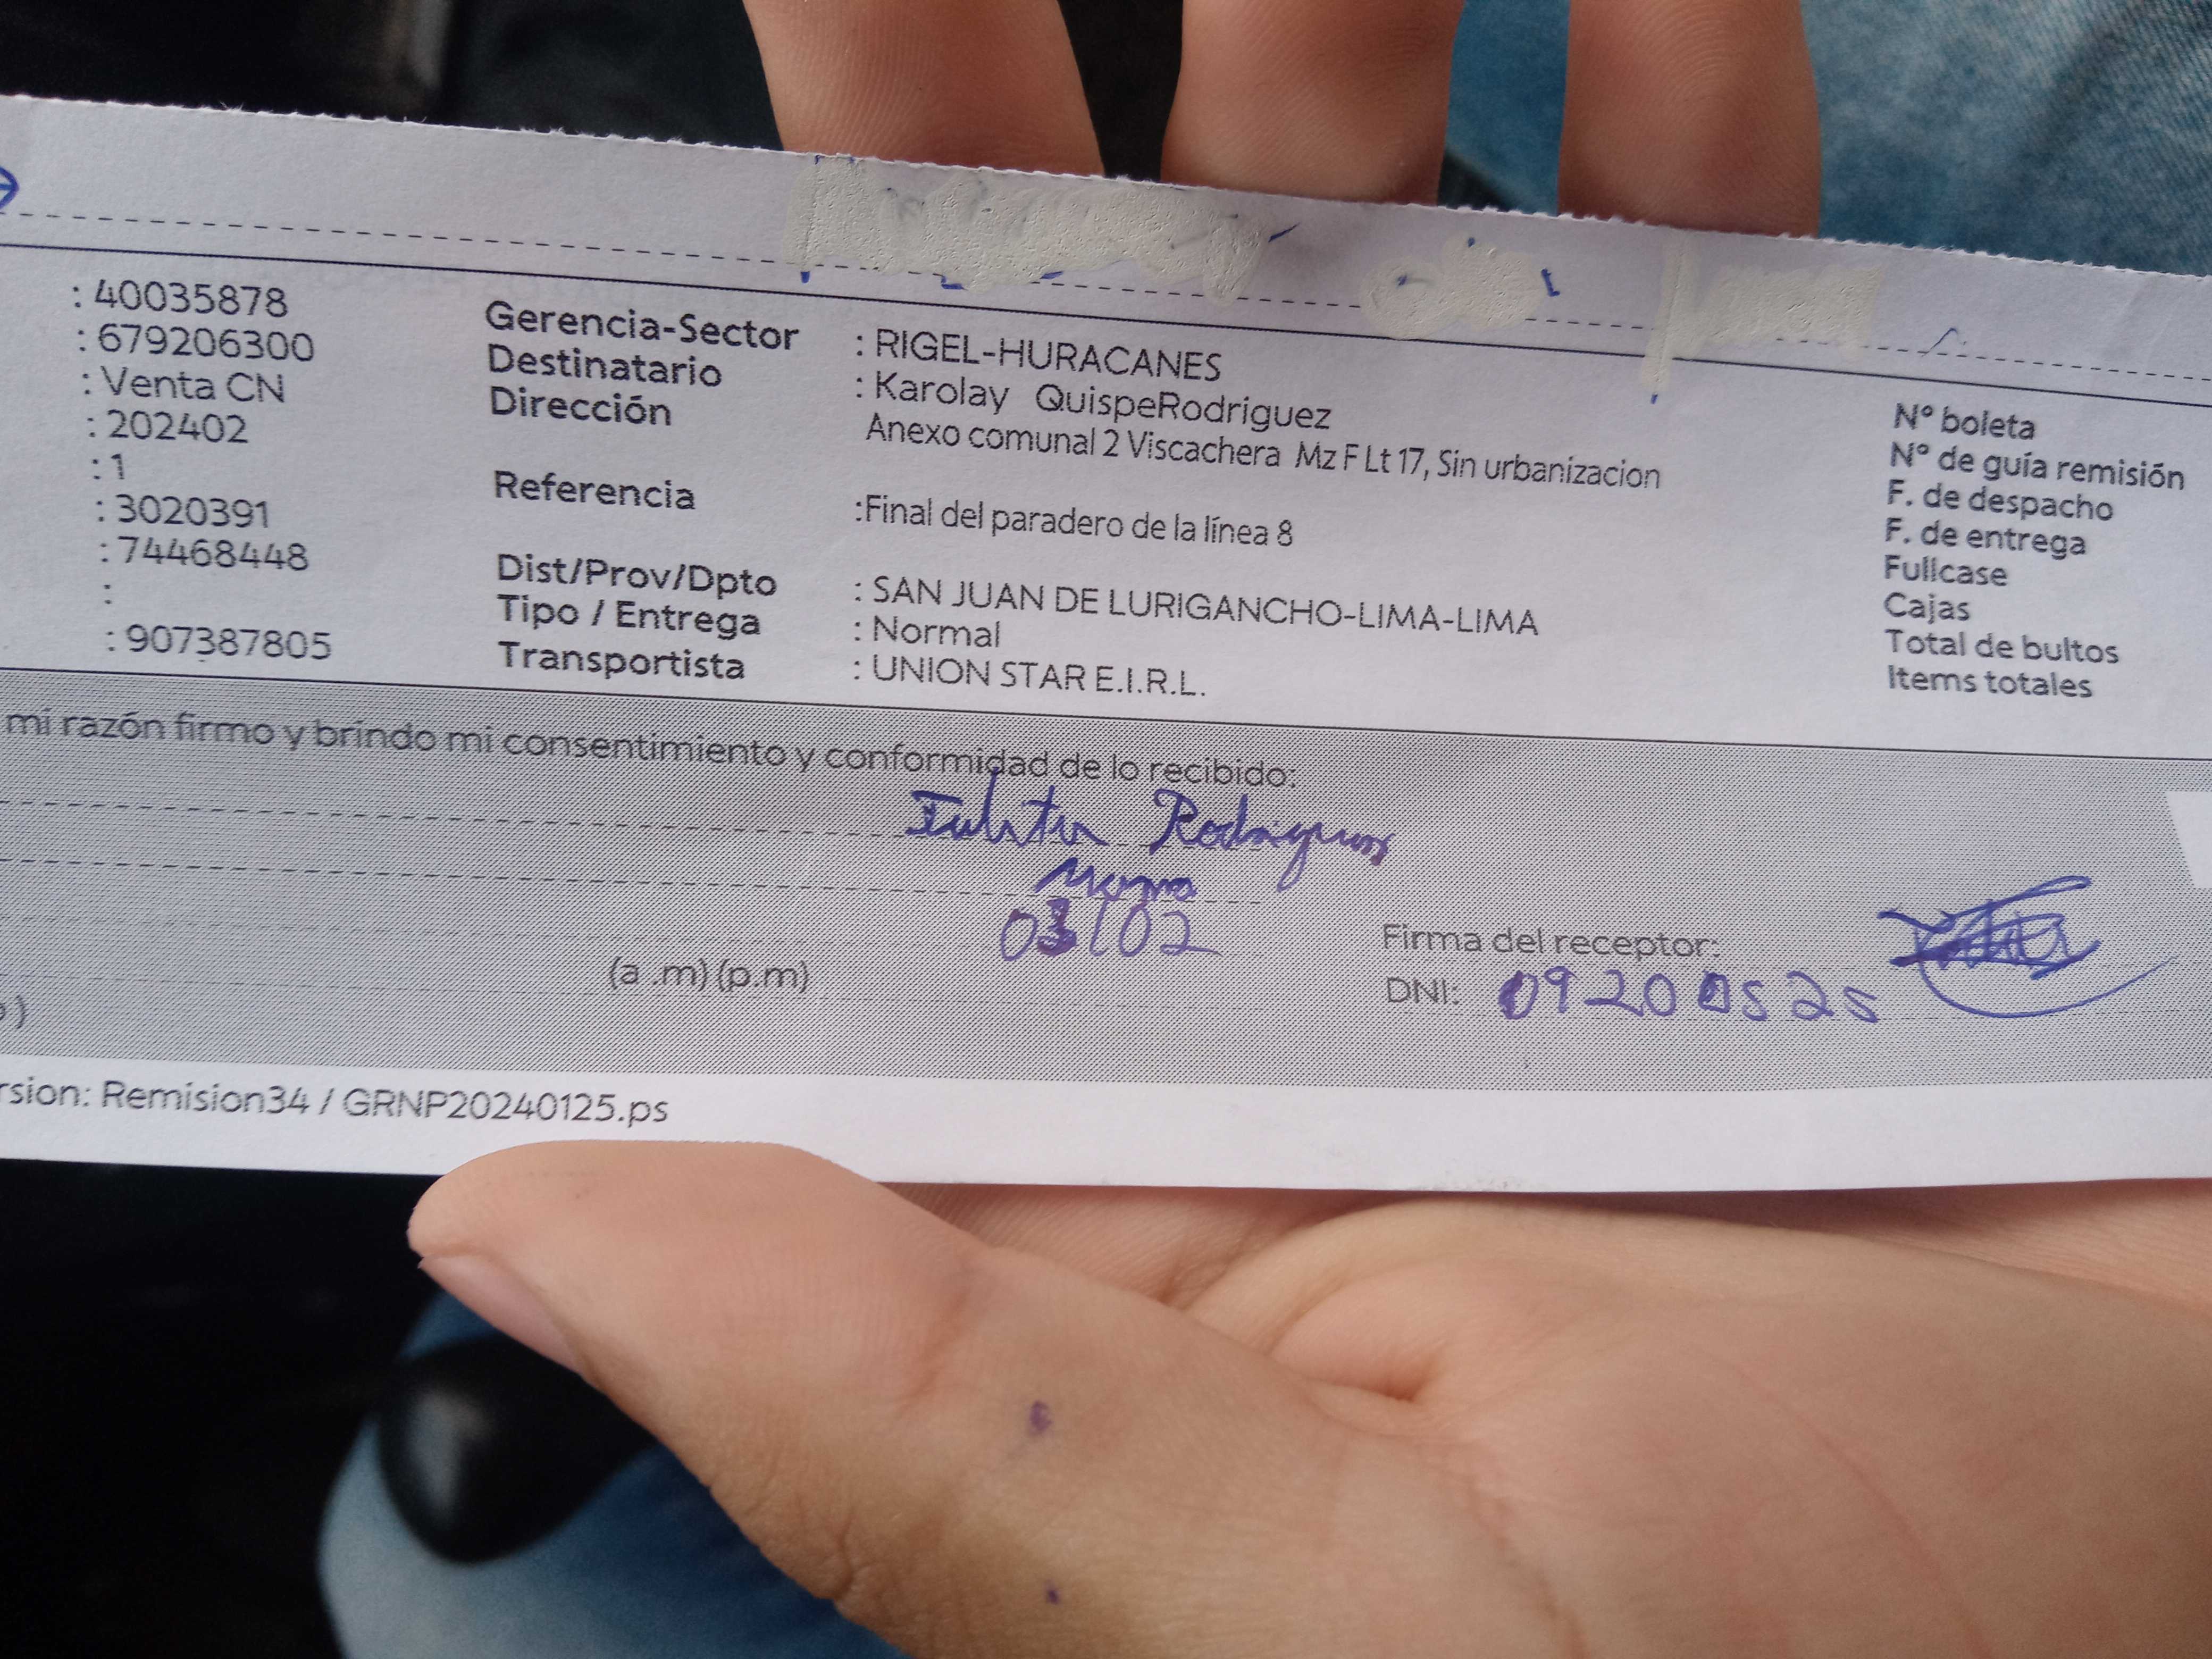 : 40035878
: 679206300
: Venta CN
: 202402
: 1
: 3020391
: 74468448
:
: 907387805
Gerencia-Sector : RIGEL-HURACANES
Destinatario : Karolay QuispeRodriguez
Dirección Anexo comunal 2 Viscachera Mz F Lt 17, Sin urbanizacion
Referencia :Final del paradero de la línea 8
Dist/Prov/Dpto : SAN JUAN DE LURIGANCHO-LIMA-LIMA
Tipo / Entrega : Normal
Transportista : UNION STAR E.I.R.L.
Nº boleta
Nº de guía remisión
F. de despacho
F. de entrega
Fullcase
Cajas
Total de bultos
Items totales
mi razón firmo y brindo mi consentimiento y conformidad de lo recibido:
(a .m) (p.m)
Firma del receptor:
DNI: 09200525
rsion: Remision34 / GRNP20240125.ps